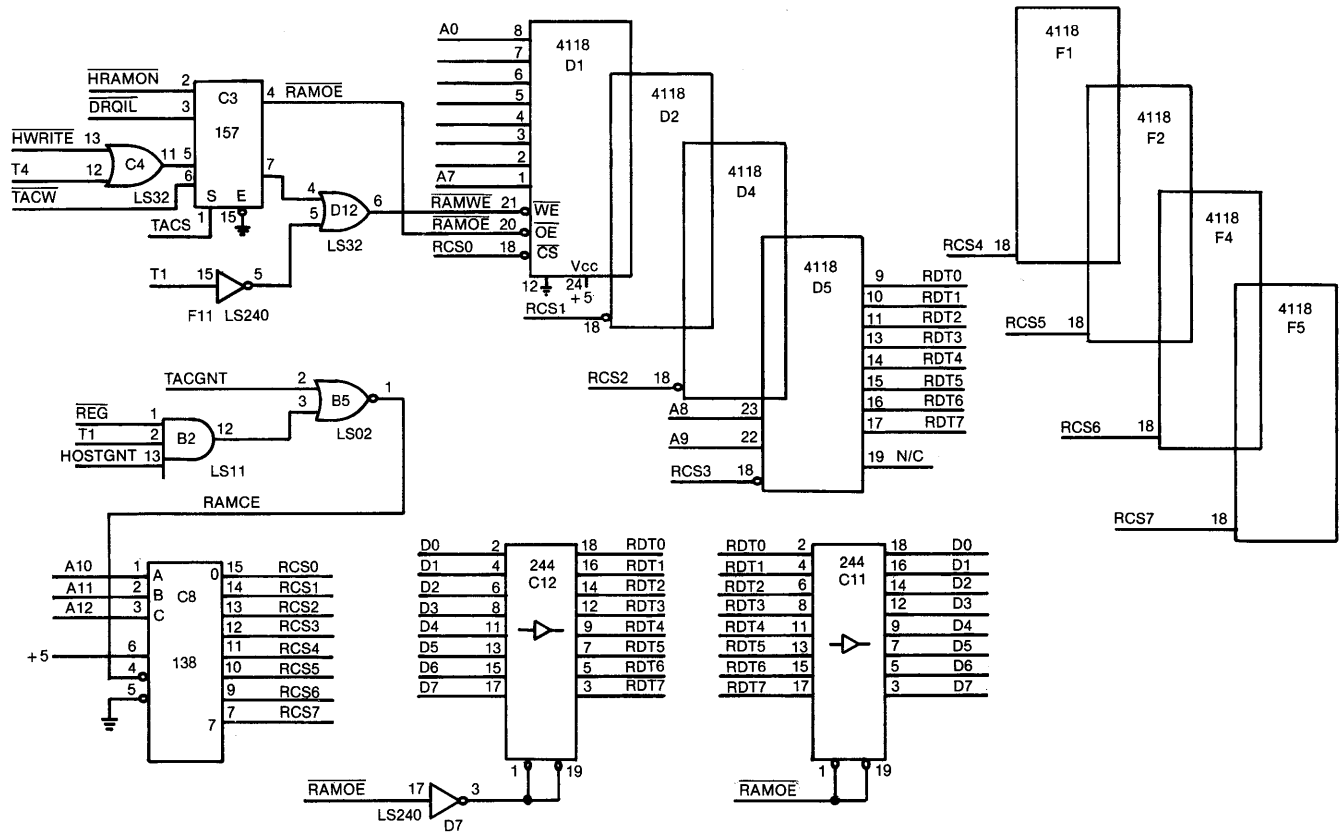 A0 8
7
6
5
4
3
2
A7 1
RAMWE 21 WE
RAMOE 20 OE
RCS0 18 CS
4118
D1
Vcc
12 24
+5
RCS1
18
4118
D2
RCS2 18
4118
D4
A8 23
A9 22
RCS3 18
4118
D5
9 RDT0
10 RDT1
11 RDT2
13 RDT3
14 RDT4
15 RDT5
16 RDT6
17 RDT7
19 N/C
4118
F1
RCS4 18
4118
F2
RCS5 18
4118
F4
RCS6 18
4118
F5
RCS7 18
HRAMON 2
DRQIL 3
HWRITE 13
T4 12
C4
11 5
6
TACW
LS32
C3
157
S E
1 15
TACS
4 RAMOE
7
4
5
D12
6
LS32
T1 15 5
F11 LS240
TACGNT 2
3
B5
1
LS02
REG 1
T1 2
HOSTGNT 13
B2
12
LS11
RAMCE
A10 1 A
A11 2 B
A12 3 C
+5 6
4
5
C8
138
0 15 RCS0
14 RCS1
13 RCS2
12 RCS3
11 RCS4
10 RCS5
9 RCS6
7 7 RCS7
D0 2
D1 4
D2 6
D3 8
D4 11
D5 13
D6 15
D7 17
244
C12
18 RDT0
16 RDT1
14 RDT2
12 RDT3
9 RDT4
7 RDT5
5 RDT6
3 RDT7
1 19
RAMOE 17 3
LS240 D7
RDT0 2
RDT1 4
RDT2 6
RDT3 8
RDT4 11
RDT5 13
RDT6 15
RDT7 17
244
C11
18 D0
16 D1
14 D2
12 D3
9 D4
7 D5
5 D6
3 D7
1 19
RAMOE